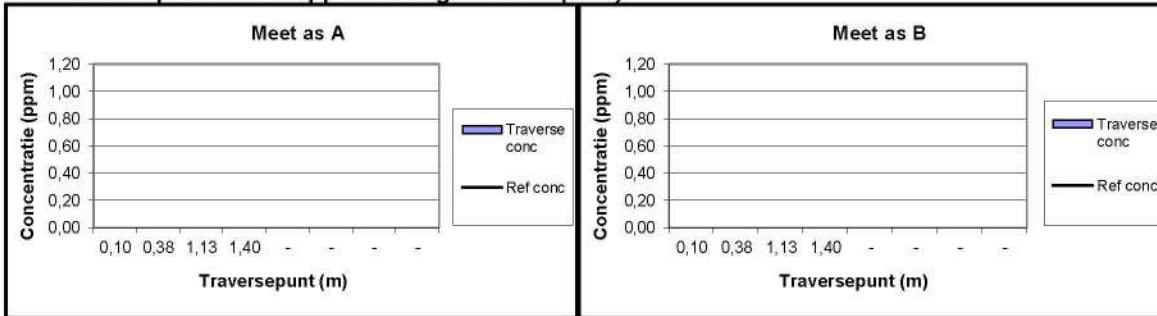 Meet as A
Concentratie (ppm)
1,20
1,00
0,80
0,60
0,40
0,20
0,00
0,10 0,38 1,13 1,40 - - - -
Traversepunt (m)
Traverse
conc
Ref conc
Meet as B
Concentratie (ppm)
1,20
1,00
0,80
0,60
0,40
0,20
0,00
0,10 0,38 1,13 1,40 - - - -
Traversepunt (m)
Traverse
conc
Ref conc